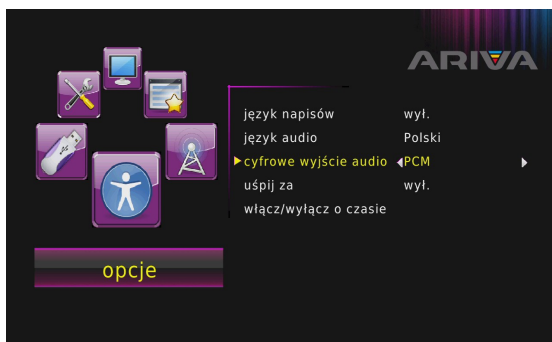 ARIVA
język napisów wył.
język audio Polski
cyfrowe wyjście audio PCM
uśpij za wył.
włącz/wyłącz o czasie
opcje